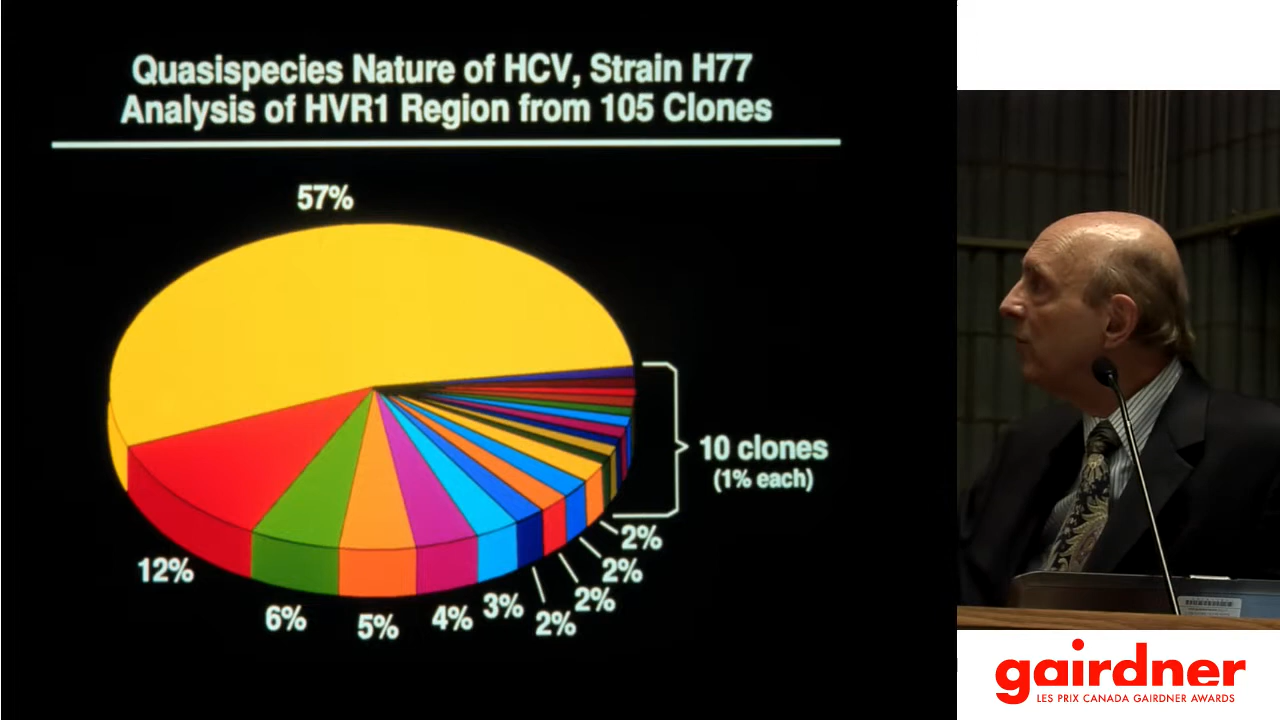 Quasispecies Nature of HCV, Strain H77
Analysis of HVR1 Region from 105 Clones
57%
10 clones
(1% each)
2%
2%
2%
2%
3%
4%
5%
6%
12%
gairdner
LES PRIX CANADA GAIRDNER AWARDS